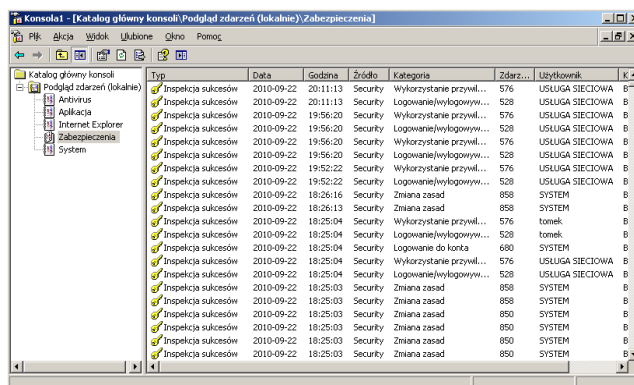 Konsola1 - [Katalog główny konsoli\Podgląd zdarzeń (lokalnie)\Zabezpieczenia]
Plik Akcja Widok Ulubione Okno Pomoc
Katalog główny konsoli
Podgląd zdarzeń (lokalnie)
Antivirus
Aplikacja
Internet Explorer
Zabezpieczenia
System
Typ Data Godzina Źródło Kategoria Zdarz... Użytkownik K
Inspekcja sukcesów 2010-09-22 20:11:13 Security Wykorzystanie przywil... 576 USŁUGA SIECIOWA B
Inspekcja sukcesów 2010-09-22 20:11:13 Security Logowanie/wylogowyw... 528 USŁUGA SIECIOWA B
Inspekcja sukcesów 2010-09-22 19:56:20 Security Wykorzystanie przywil... 576 USŁUGA SIECIOWA B
Inspekcja sukcesów 2010-09-22 19:56:20 Security Logowanie/wylogowyw... 528 USŁUGA SIECIOWA B
Inspekcja sukcesów 2010-09-22 19:56:20 Security Wykorzystanie przywil... 576 USŁUGA SIECIOWA B
Inspekcja sukcesów 2010-09-22 19:56:20 Security Logowanie/wylogowyw... 528 USŁUGA SIECIOWA B
Inspekcja sukcesów 2010-09-22 19:52:22 Security Wykorzystanie przywil... 576 USŁUGA SIECIOWA B
Inspekcja sukcesów 2010-09-22 19:52:22 Security Logowanie/wylogowyw... 528 USŁUGA SIECIOWA B
Inspekcja sukcesów 2010-09-22 18:26:16 Security Zmiana zasad 858 SYSTEM B
Inspekcja sukcesów 2010-09-22 18:26:13 Security Zmiana zasad 858 SYSTEM B
Inspekcja sukcesów 2010-09-22 18:25:04 Security Wykorzystanie przywil... 576 tomek B
Inspekcja sukcesów 2010-09-22 18:25:04 Security Logowanie/wylogowyw... 528 tomek B
Inspekcja sukcesów 2010-09-22 18:25:04 Security Logowanie do konta 680 SYSTEM B
Inspekcja sukcesów 2010-09-22 18:25:04 Security Wykorzystanie przywil... 576 USŁUGA SIECIOWA B
Inspekcja sukcesów 2010-09-22 18:25:04 Security Logowanie/wylogowyw... 528 USŁUGA SIECIOWA B
Inspekcja sukcesów 2010-09-22 18:25:03 Security Zmiana zasad 858 SYSTEM B
Inspekcja sukcesów 2010-09-22 18:25:03 Security Zmiana zasad 858 SYSTEM B
Inspekcja sukcesów 2010-09-22 18:25:03 Security Zmiana zasad 850 SYSTEM B
Inspekcja sukcesów 2010-09-22 18:25:03 Security Zmiana zasad 850 SYSTEM B
Inspekcja sukcesów 2010-09-22 18:25:03 Security Zmiana zasad 850 SYSTEM B
Inspekcja sukcesów 2010-09-22 18:25:03 Security Zmiana zasad 850 SYSTEM B